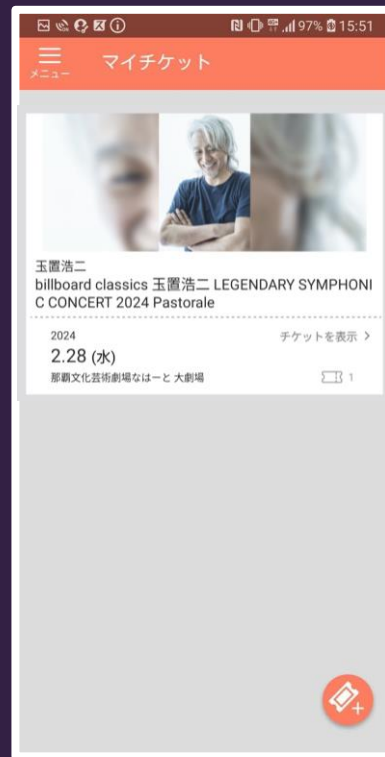 97% 15:51
メニュー
マイチケット
玉置浩二
billboard classics 玉置浩二 LEGENDARY SYMPHONI
C CONCERT 2024 Pastorale
2024
チケットを表示 >
2.28 (水)
那覇文化芸術劇場なはーと 大劇場
1